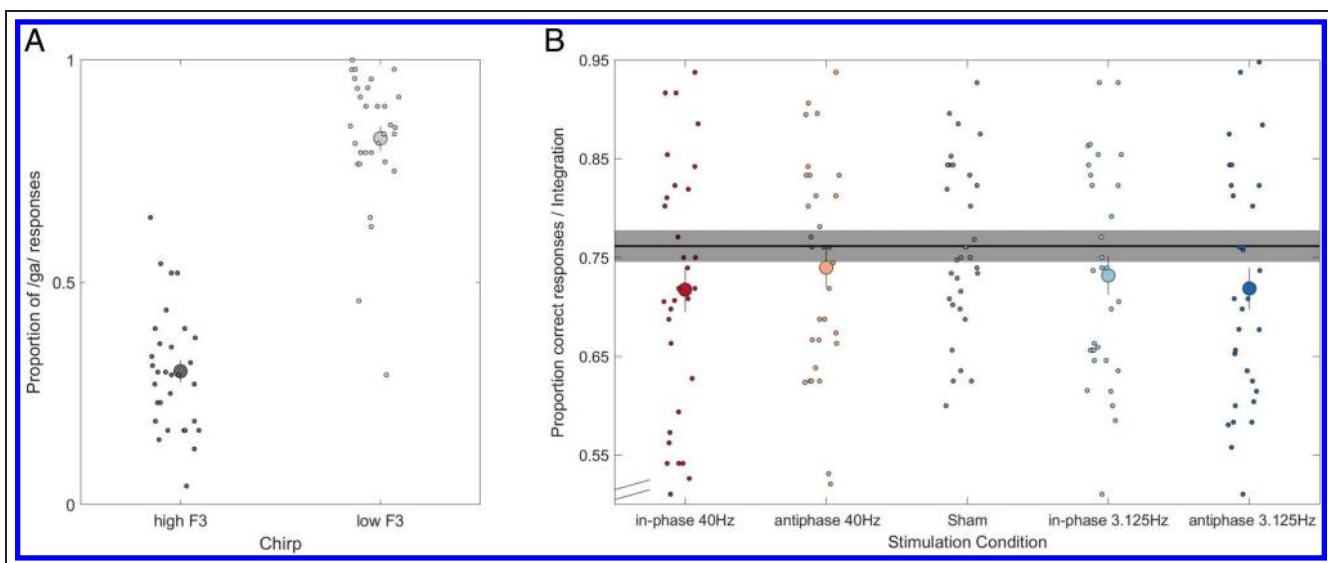 A
Proportion of /ga/ responses
1
0.5
0
high F3
low F3
Chirp
B
Proportion correct responses / Integration
0.95
0.85
0.75
0.65
0.55
in-phase 40Hz
antiphase 40Hz
Sham
in-phase 3.125Hz
antiphase 3.125Hz
Stimulation Condition